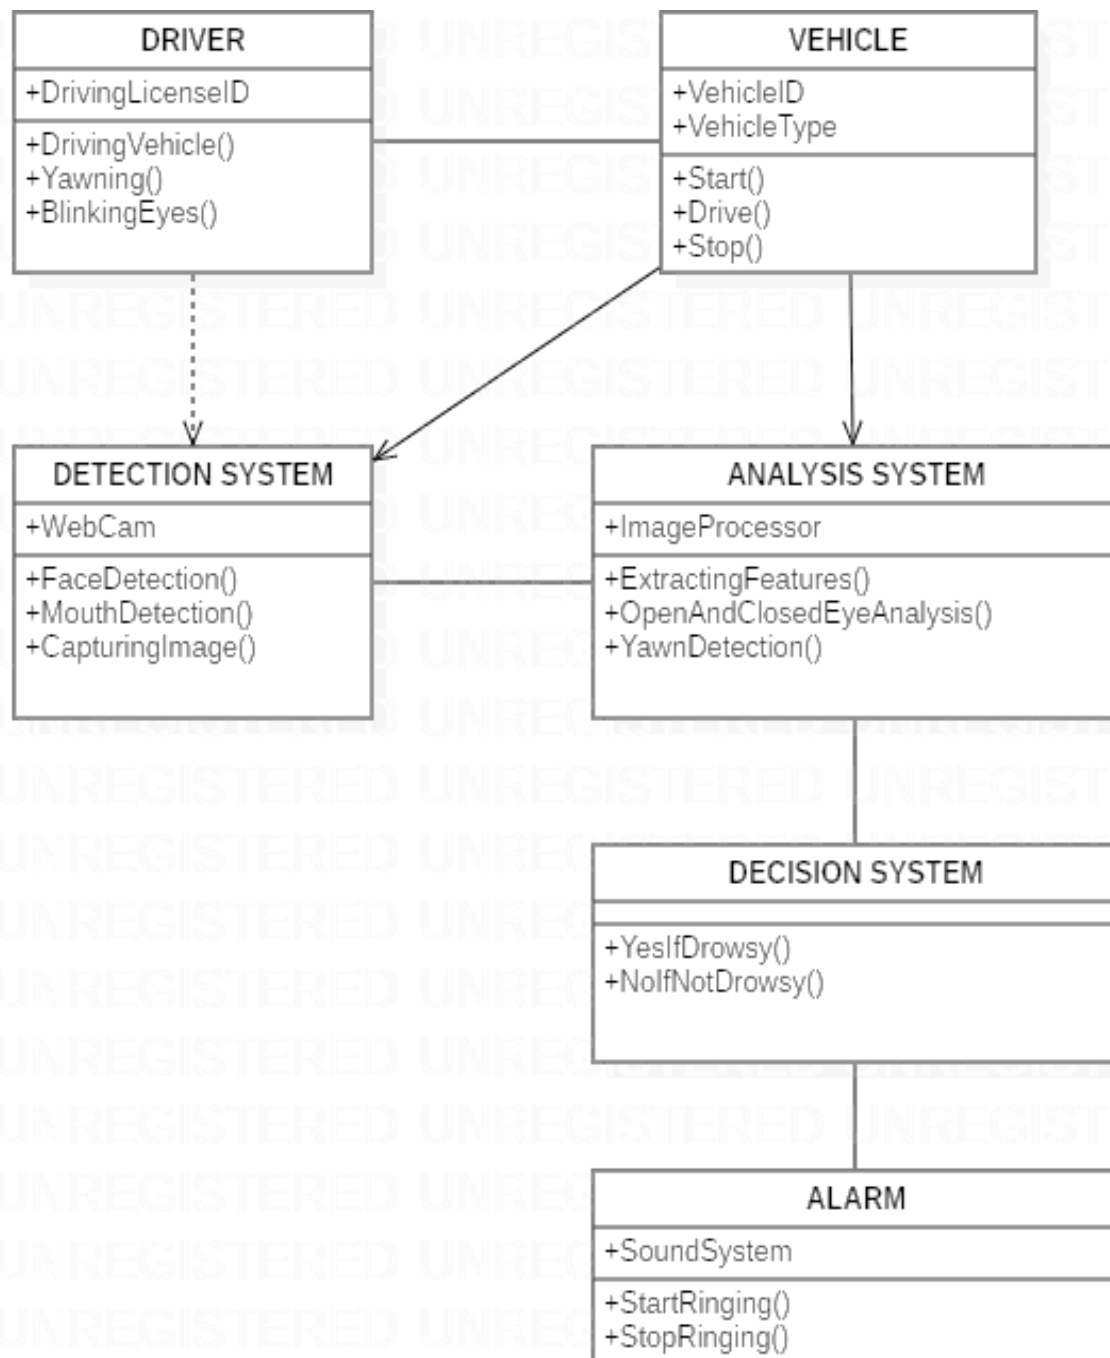 DRIVER
+DrivingLicenseID
+DrivingVehicle()
+Yawning()
+BlinkingEyes()
VEHICLE
+VehicleID
+VehicleType
+Start()
+Drive()
+Stop()
DETECTION SYSTEM
+WebCam
+FaceDetection()
+MouthDetection()
+CapturingImage()
ANALYSIS SYSTEM
+ImageProcessor
+ExtractingFeatures()
+OpenAndClosedEyeAnalysis()
+YawnDetection()
DECISION SYSTEM
+YesIfDrowsy()
+NoIfNotDrowsy()
ALARM
+SoundSystem
+StartRinging()
+StopRinging()
UNREGISTERED